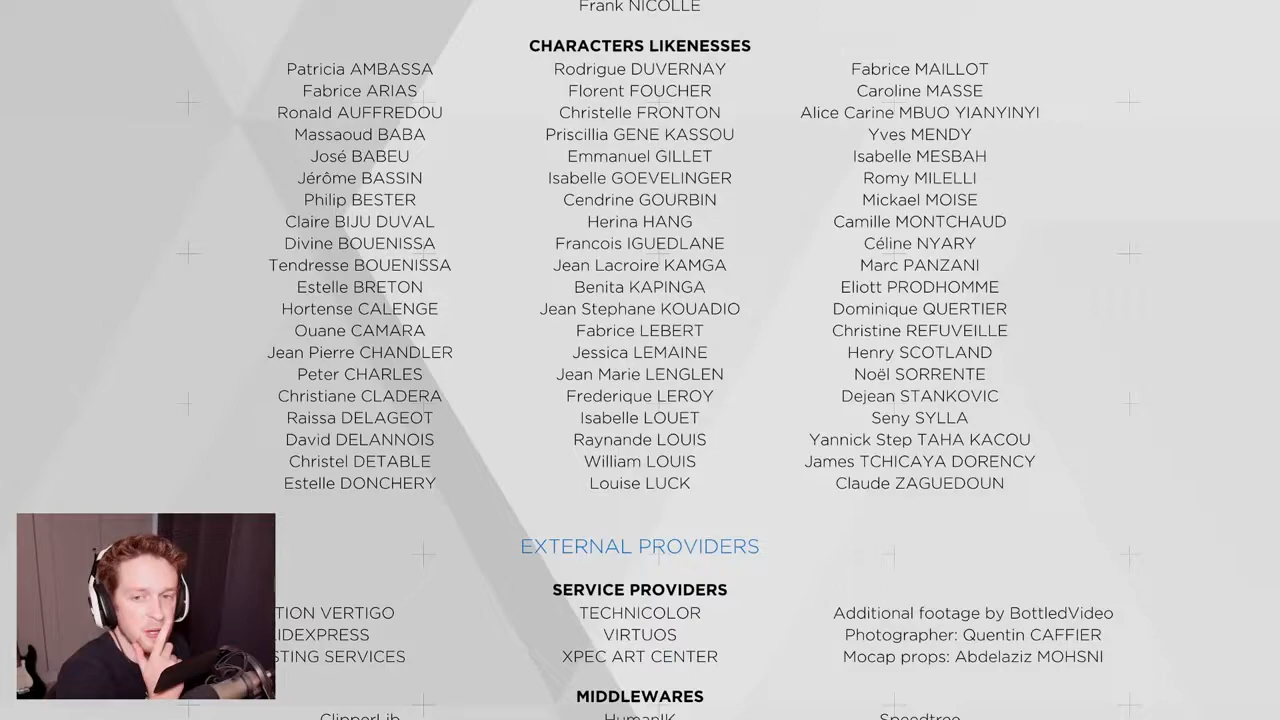 Frank NICOLLE
CHARACTERS LIKENESSES
Patricia AMBASSA
Fabrice ARIAS
Ronald AUFFREDOU
Massaoud BABA
José BABEU
Jérôme BASSIN
Philip BESTER
Claire BIJU DUVAL
Divine BOUENISSA
Tendresse BOUENISSA
Estelle BRETON
Hortense CALENGE
Ouane CAMARA
Jean Pierre CHANDLER
Peter CHARLES
Christiane CLADERA
Raissa DELAGEOT
David DELANNOIS
Christel DETABLE
Estelle DONCHERY
Rodrigue DUVERNAY
Florent FOUCHER
Christelle FRONTON
Priscillia GENE KASSOU
Emmanuel GILLET
Isabelle GOEVELINGER
Cendrine GOURBIN
Herina HANG
Francois IGUEDLANE
Jean Lacroire KAMGA
Benita KAPINGA
Jean Stephane KOUADIO
Fabrice LEBERT
Jessica LEMAINE
Jean Marie LENGLEN
Frederique LEROY
Isabelle LOUET
Raynande LOUIS
William LOUIS
Louise LUCK
Fabrice MAILLOT
Caroline MASSE
Alice Carine MBUO YIANYINYI
Yves MENDY
Isabelle MESBAH
Romy MILELLI
Mickael MOISE
Camille MONTCHAUD
Céline NYARY
Marc PANZANI
Eliott PRODHOMME
Dominique QUERTIER
Christine REFUVEILLE
Henry SCOTLAND
Noël SORRENTE
Dejean STANKOVIC
Seny SYLLA
Yannick Step TAHA KACOU
James TCHICAYA DORENCY
Claude ZAGUEDOUN
EXTERNAL PROVIDERS
SERVICE PROVIDERS
TION VERTIGO
IDEXPRESS
STING SERVICES
TECHNICOLOR
VIRTUOS
XPEC ART CENTER
Additional footage by BottledVideo
Photographer: Quentin CAFFIER
Mocap props: Abdelaziz MOHSNI
MIDDLEWARES
ClipperLib
HumanIK
Speedtree